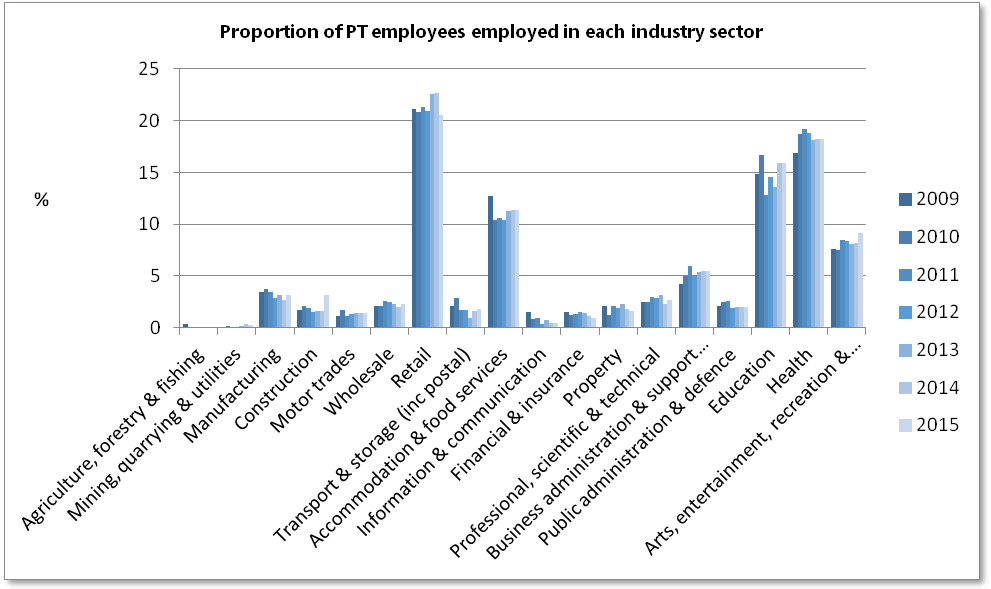 Proportion of PT employees employed in each industry sector
25
20
15
10
5
0
%
Agriculture, forestry & fishing
Mining, quarrying & utilities
Manufacturing
Construction
Motor trades
Wholesale
Retail
Transport & storage (inc postal)
Accommodation & food services
Information & communication
Financial & insurance
Property
Professional, scientific & technical
Business administration & support...
Public administration & defence
Education
Health
Arts, entertainment, recreation &...
2009
2010
2011
2012
2013
2014
2015